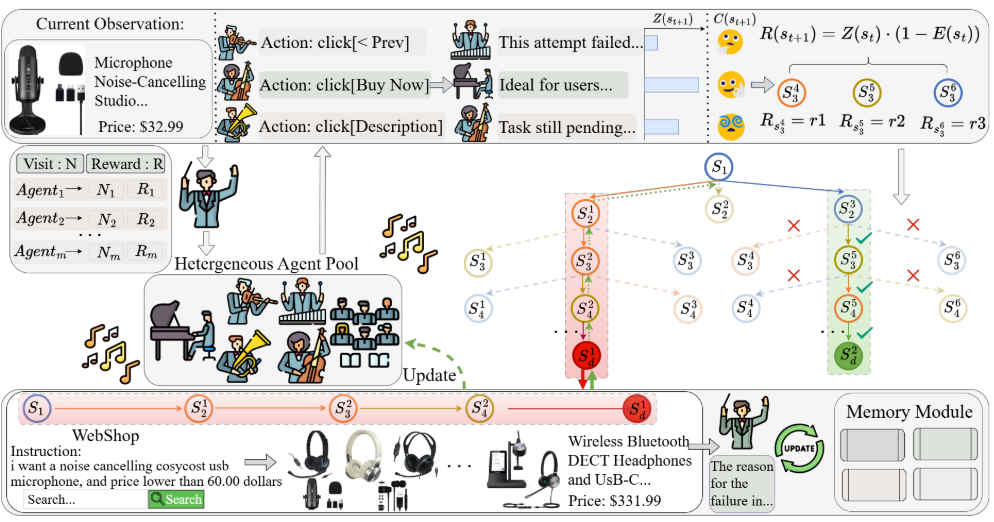 Current Observation:
Microphone
Noise-Cancelling
Studio...
Price: $32.99
Action: click[< Prev]
Action: click[Buy Now]
Action: click[Description]
This attempt failed...
Ideal for users...
Task still pending...
Z(s_{t+1})
C(s_{t+1})
R(s_{t+1}) = Z(s_t) · (1 − E(s_t))
S_3^4 S_3^5 S_3^6
R_{s_3^4} = r1 R_{s_3^5} = r2 R_{s_3^6} = r3
Visit : N Reward : R
Agent_1→ N_1 R_1
Agent_2→ N_2 R_2
...
Agent_m→ N_m R_m
Hetergeneous Agent Pool
Update
S_1
S_2^1 S_2^2 S_2^3
S_3^1 S_3^2 S_3^3 S_3^4 S_3^5 S_3^6
S_4^1 S_4^2 S_4^3 S_4^4 S_4^5 S_4^6
... ...
S_d^1 S_d^2
S_1 S_2^1 S_3^2 S_4^2 S_d^1
WebShop
Instruction:
i want a noise cancelling cosycost usb
microphone, and price lower than 60.00 dollars
Search... Search
...
Wireless Bluetooth
DECT Headphones
and UsB-C...
Price: $331.99
The reason
for the
failure in...
UPDATE
Memory Module